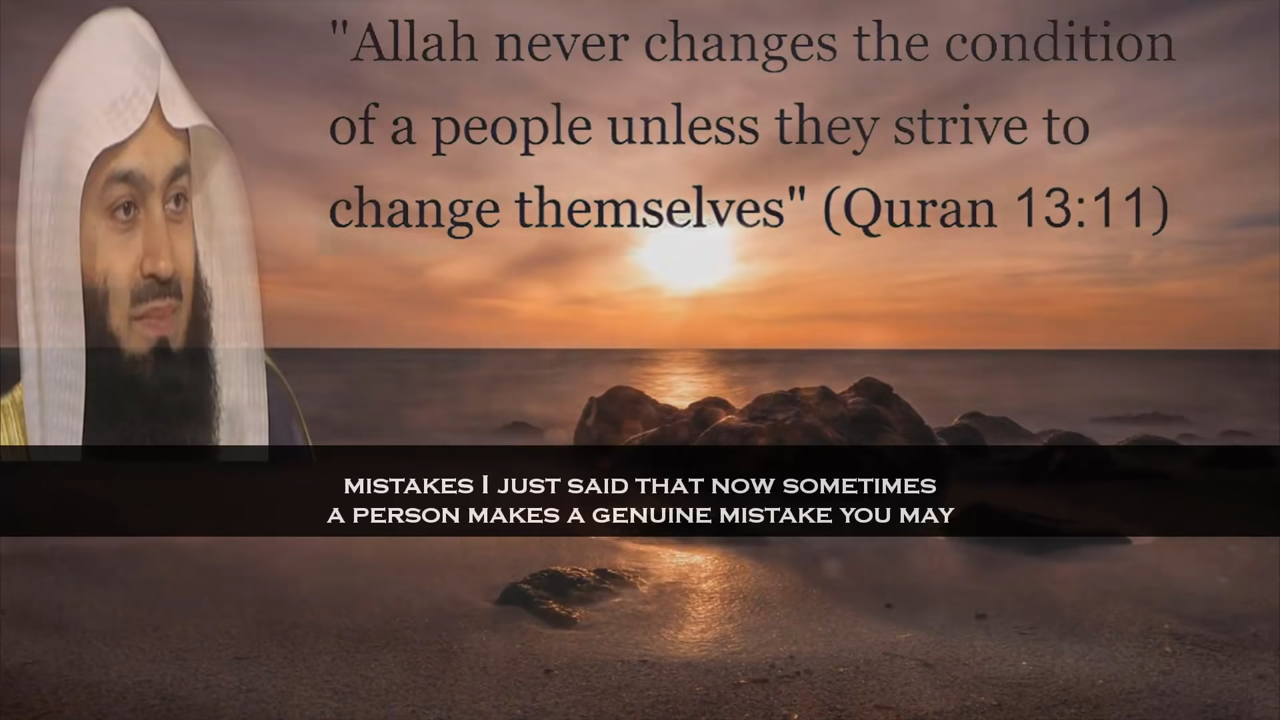 "Allah never changes the condition
of a people unless they strive to
change themselves" (Quran 13:11)
MISTAKES I JUST SAID THAT NOW SOMETIMES
A PERSON MAKES A GENUINE MISTAKE YOU MAY